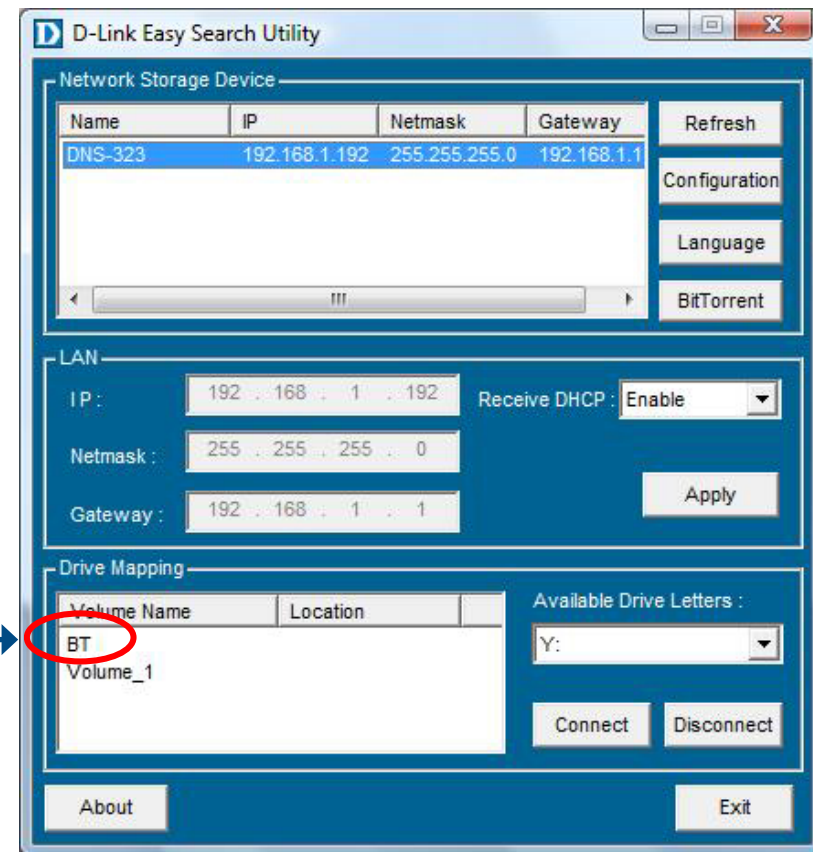 D D-Link Easy Search Utility X
Network Storage Device
Name IP Netmask Gateway Refresh
DNS-323 192.168.1.192 255.255.255.0 192.168.1.1
Configuration
Language
BitTorrent
LAN
IP: 192 . 168 . 1 . 192 Receive DHCP : Enable
Netmask : 255 . 255 . 255 . 0
Apply
Gateway : 192 . 168 . 1 . 1
Drive Mapping
Volume Name Location Available Drive Letters :
BT Y:
Volume_1
Connect Disconnect
About Exit